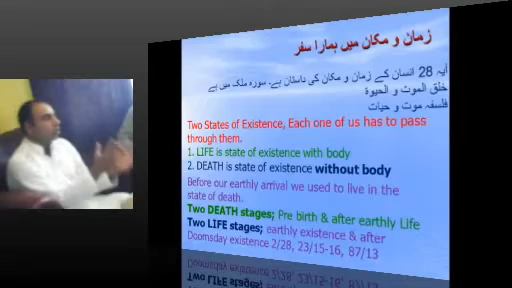 زمان و مکاں میں ہمارا سفر
آیہ 28 انسان کے زمان و مکاں کی داستان ہے۔ سورہ ملک میں ہے
خلق الموت و الحیوۃ
فلسفہ موت و حیات
Two States of Existence, Each one of us has to pass
through them.
1. LIFE is state of existence with body
2. DEATH is state of existence without body
Before our earthly arrival we used to live in the
state of death.
Two DEATH stages; Pre birth & after earthly Life
Two LIFE stages; earthly existence & after
Doomsday existence 2/28, 23/15-16, 87/13